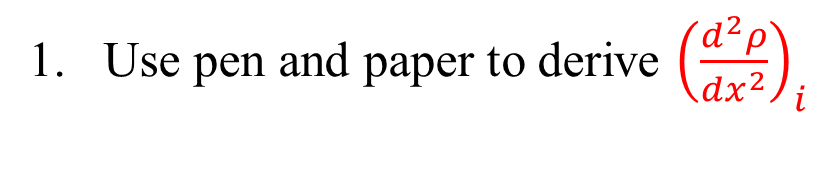 1. Use pen and paper to derive (d²ρ/dx²)ᵢ